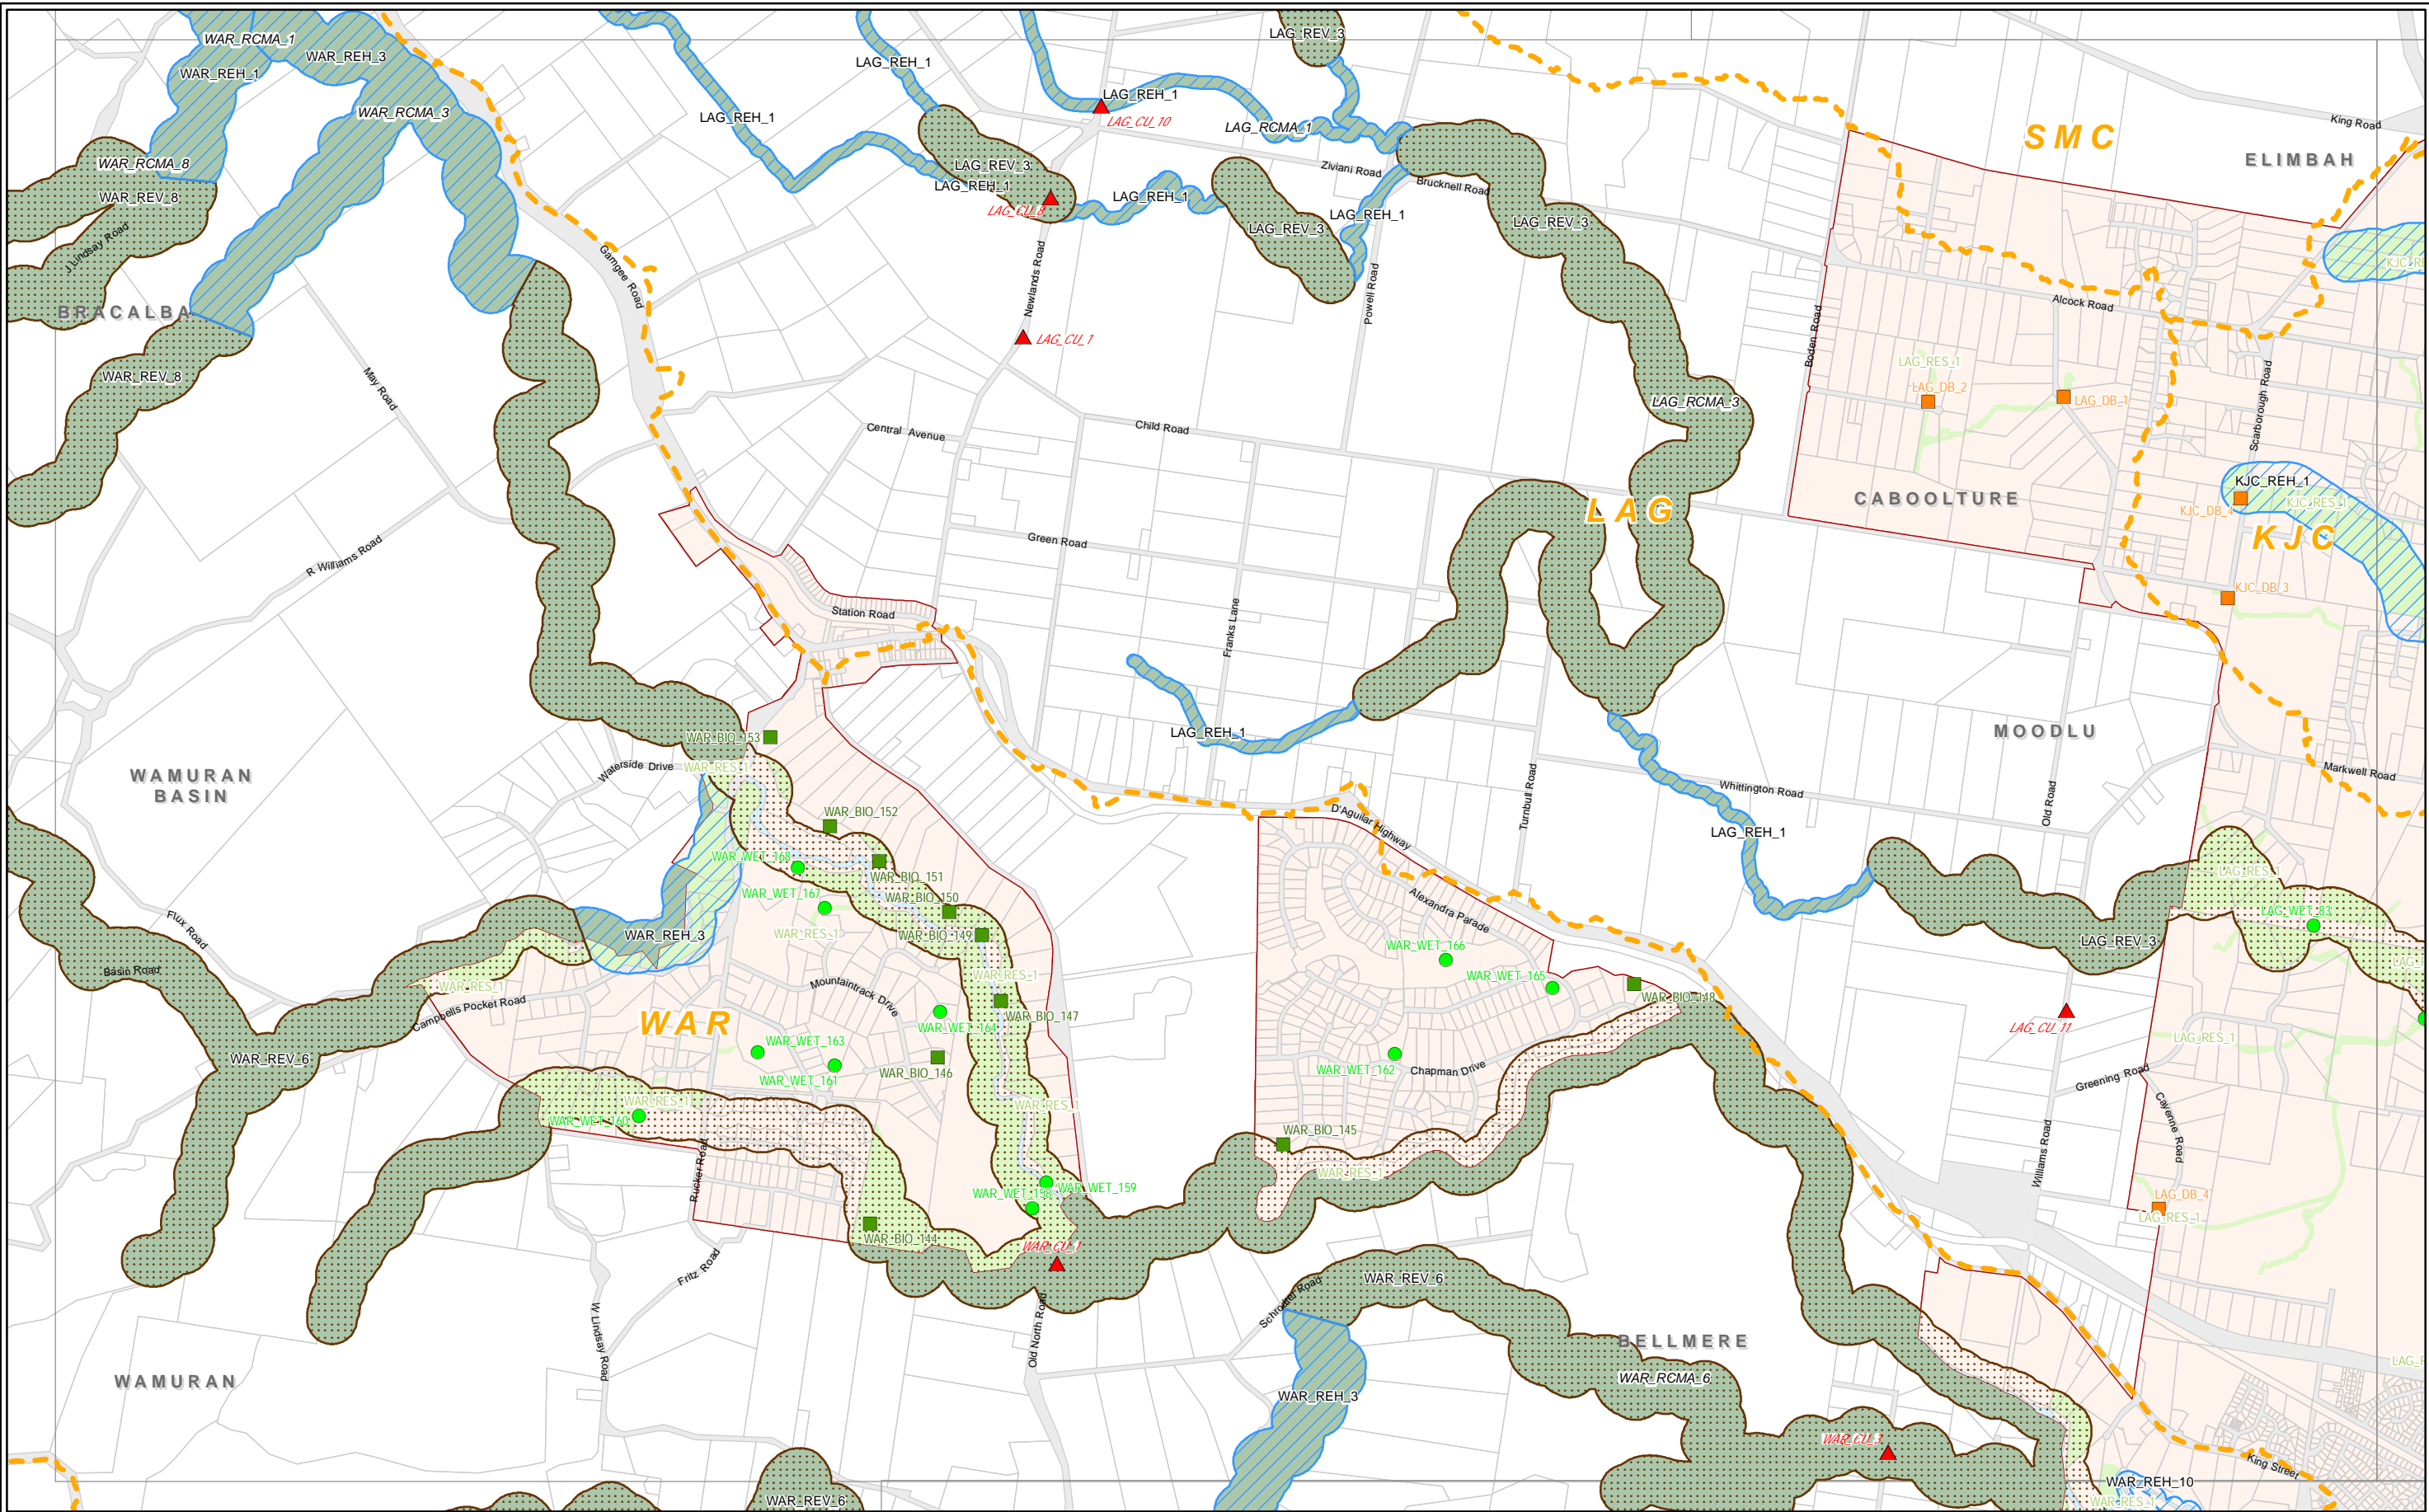 WAR_RCMA_1
LAG_REV_3
WAR_REH_3
LAG_REH_1
WAR_REH_1
LAG_REH_1
WAR_RCMA_3
LAG_REH_1
LAG_CU_10
LAG_RCMA_1
King Road
SMC
ELIMBAH
WAR_RCMA_8
LAG_REV_3
Ziviani Road
LAG_REH_1
Brucknell Road
WAR_REV_8
LAG_REH_1
LAG_CU_8
LAG_REH_1
LAG_REV_3
LAG_REV_3
J Lindsay Road
Gamgee Road
Newlands Road
Powell Road
BRACALBA
Alcock Road
LAG_CU_1
Boden Road
LAG_RES_1
WAR_REV_8
May Road
LAG_DB_2
LAG_DB_1
LAG_RCMA_3
Scarborough Road
Central Avenue
Child Road
KJC_REH_1
CABOOLTURE
KJC_RES_1
KJC_DB_4
LAG
KJC
Green Road
R Williams Road
KJC_DB_3
Station Road
Franks Lane
LAG_REH_1
MOODLU
WAR_BIO_153
WAR_RES_1
Waterside Drive
WAMURAN
BASIN
Markwell Road
Turnbull Road
Whittington Road
Old Road
WAR_BIO_152
D'Aguilar Highway
LAG_REH_1
WAR_WET_168
WAR_BIO_151
LAG_RES_1
WAR_WET_167
WAR_BIO_150
Alexandra Parade
LAG_WET_83
Flux Road
WAR_REH_3
WAR_RES_1
WAR_BIO_149
WAR_WET_166
LAG_REV_3
Basin Road
WAR_RES_1
WAR_RES_1
WAR_WET_165
Mountaintrack Drive
WAR_BIO_148
Campbells Pocket Road
WAR
WAR_BIO_147
WAR_WET_164
LAG_CU_11
WAR_WET_163
LAG_RES_1
WAR_REV_6
WAR_BIO_146
WAR_WET_161
WAR_WET_162
Chapman Drive
Greening Road
WAR_RES_1
WAR_RES_1
WAR_WET_160
Cayenne Road
WAR_BIO_145
Rucker Road
WAR_RES_1
Williams Road
WAR_WET_158
WAR_WET_159
LAG_DB_4
LAG_RES_1
WAR_BIO_144
WAR_CU_1
Fritz Road
WAR_REV_6
Schrodter Road
W Lindsay Road
Old North Road
BELLMERE
WAR_RCMA_6
WAMURAN
WAR_REH_3
WAR_CU_3
King Street
WAR_REH_10
WAR_REV_6
WAR_RES_1